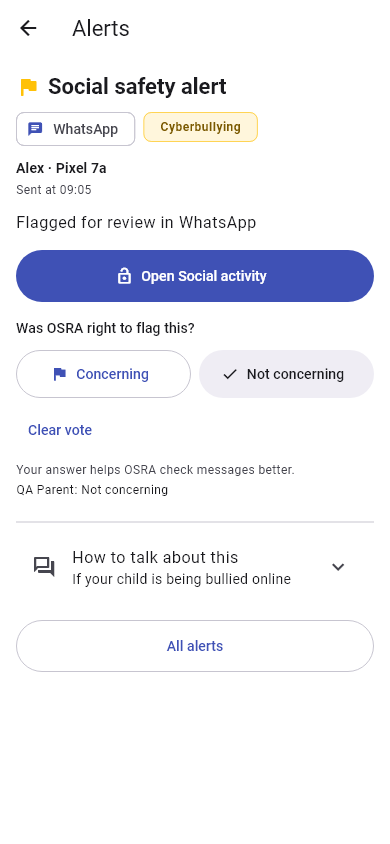 Alerts
Social safety alert
WhatsApp
Cyberbullying
Alex · Pixel 7a
Sent at 09:05
Flagged for review in WhatsApp
Open Social activity
Was OSRA right to flag this?
Concerning
Not concerning
Clear vote
Your answer helps OSRA check messages better.
QA Parent: Not concerning
How to talk about this
If your child is being bullied online
All alerts